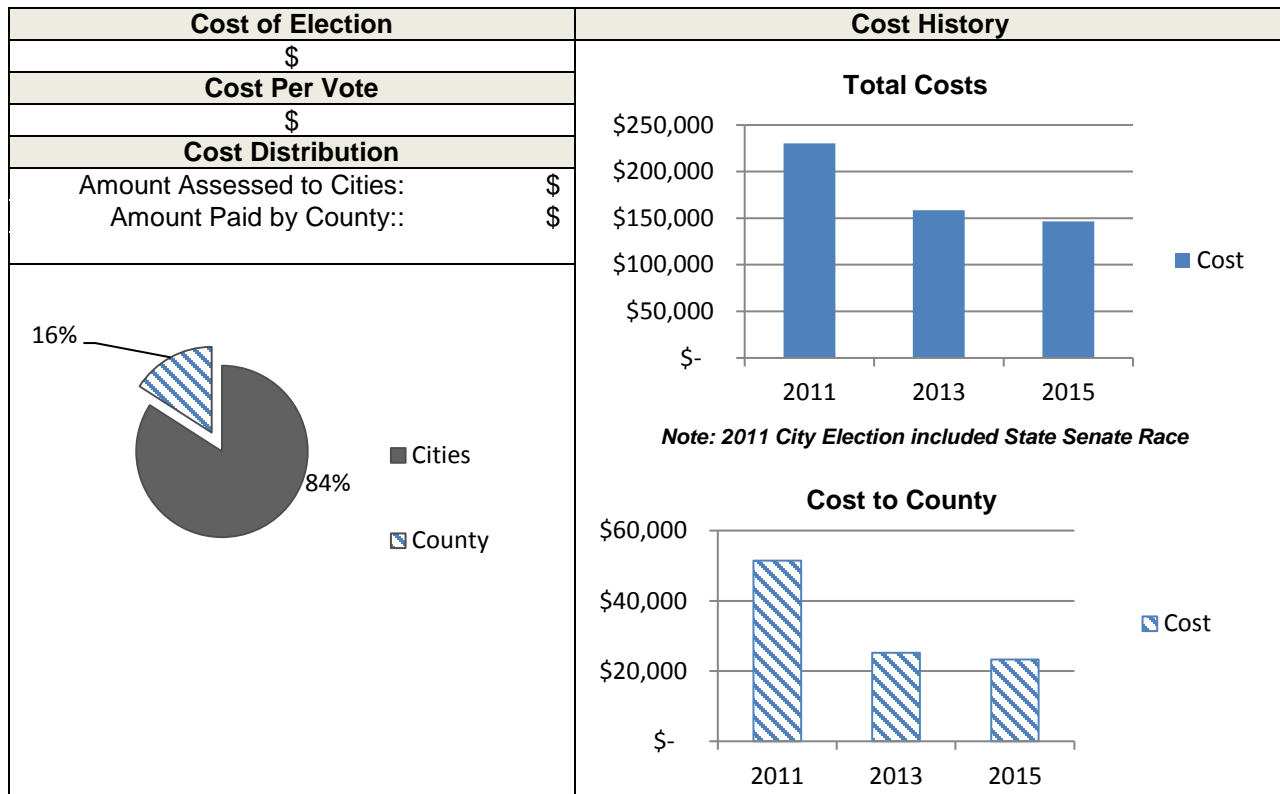 Cost of Election
$
Cost Per Vote
$
Cost Distribution
Amount Assessed to Cities: $
Amount Paid by County:: $
16%
84%
Cities
County
Cost History
Total Costs
$250,000
$200,000
$150,000
$100,000
$50,000
$-
2011 2013 2015
Cost
Note: 2011 City Election included State Senate Race
Cost to County
$60,000
$40,000
$20,000
$-
2011 2013 2015
Cost